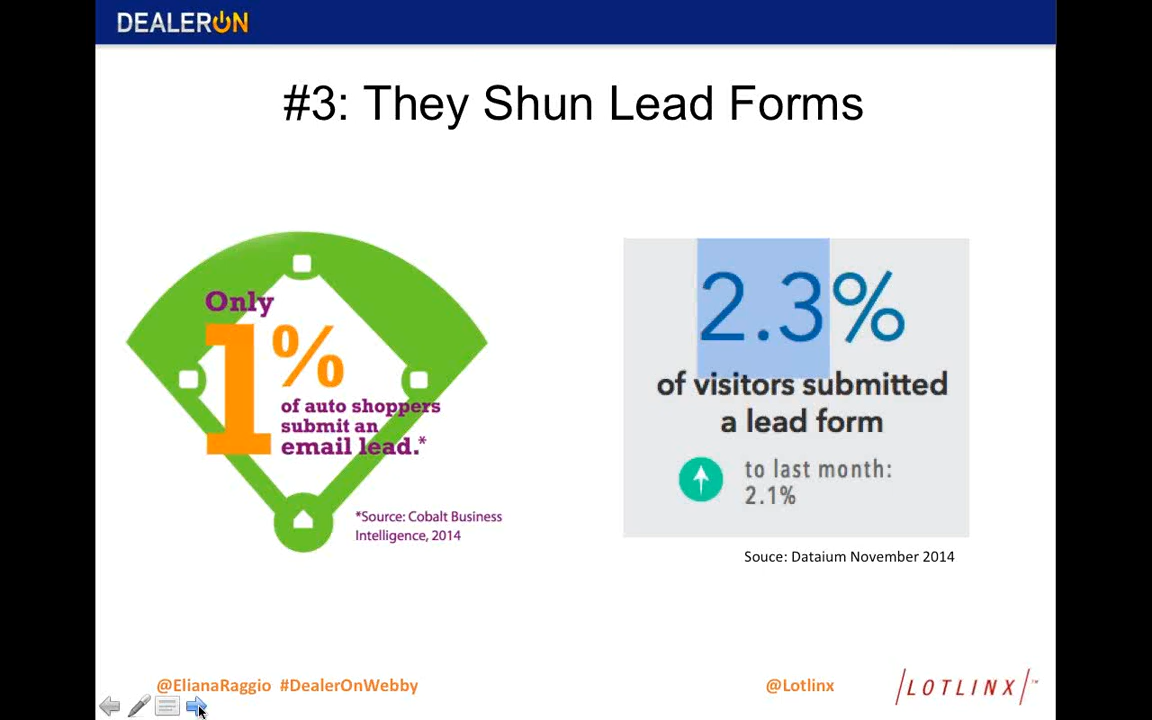 DEALERON
#3: They Shun Lead Forms
Only
1%
of auto shoppers
submit an
email lead.*
*Source: Cobalt Business
Intelligence, 2014
2.3%
of visitors submitted
a lead form
to last month:
2.1%
Souce: Dataium November 2014
@ElianaRaggio #DealerOnWebby
@Lotlinx
LOTLINX™